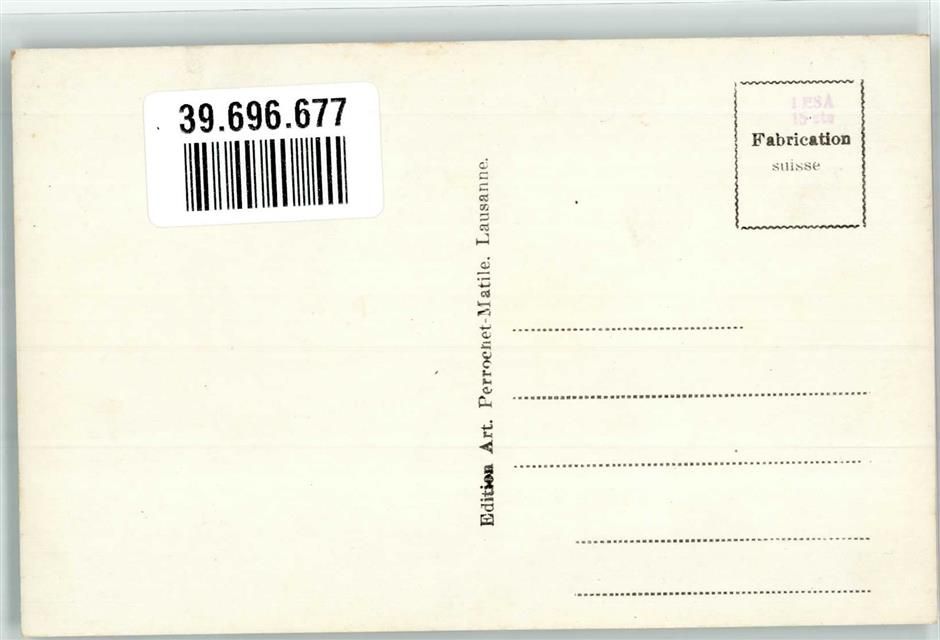 39.696.677
Edition Art. Perrochet-Matile. Lausanne.
Fabrication
suisse